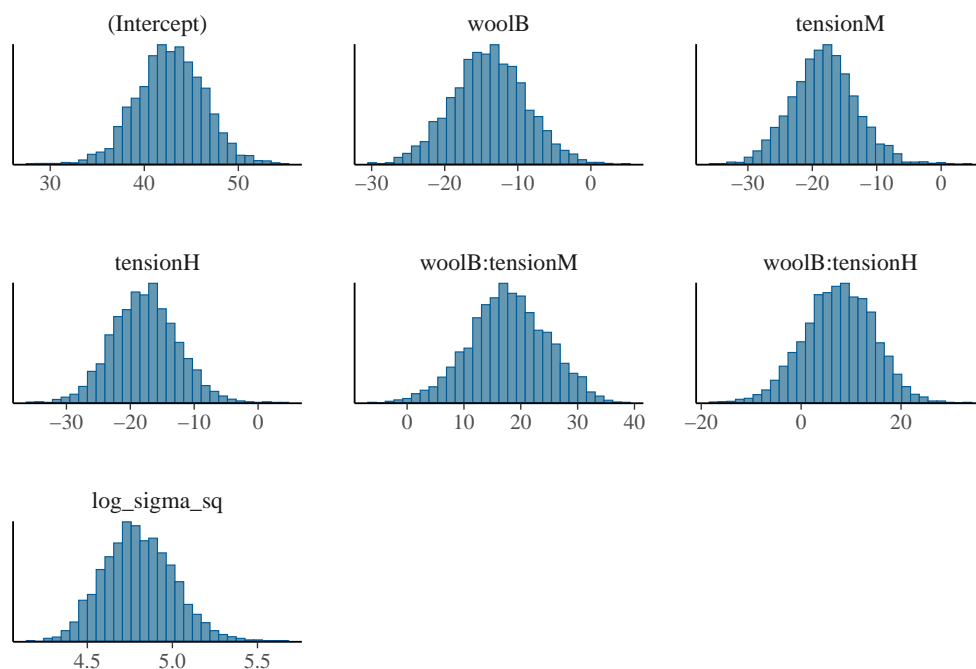 (Intercept) woolB tensionM
30 40 50 −30 −20 −10 0 −30 −20 −10 0
tensionH woolB:tensionM woolB:tensionH
−30 −20 −10 0 0 10 20 30 40 −20 0 20
log_sigma_sq
4.5 5.0 5.5